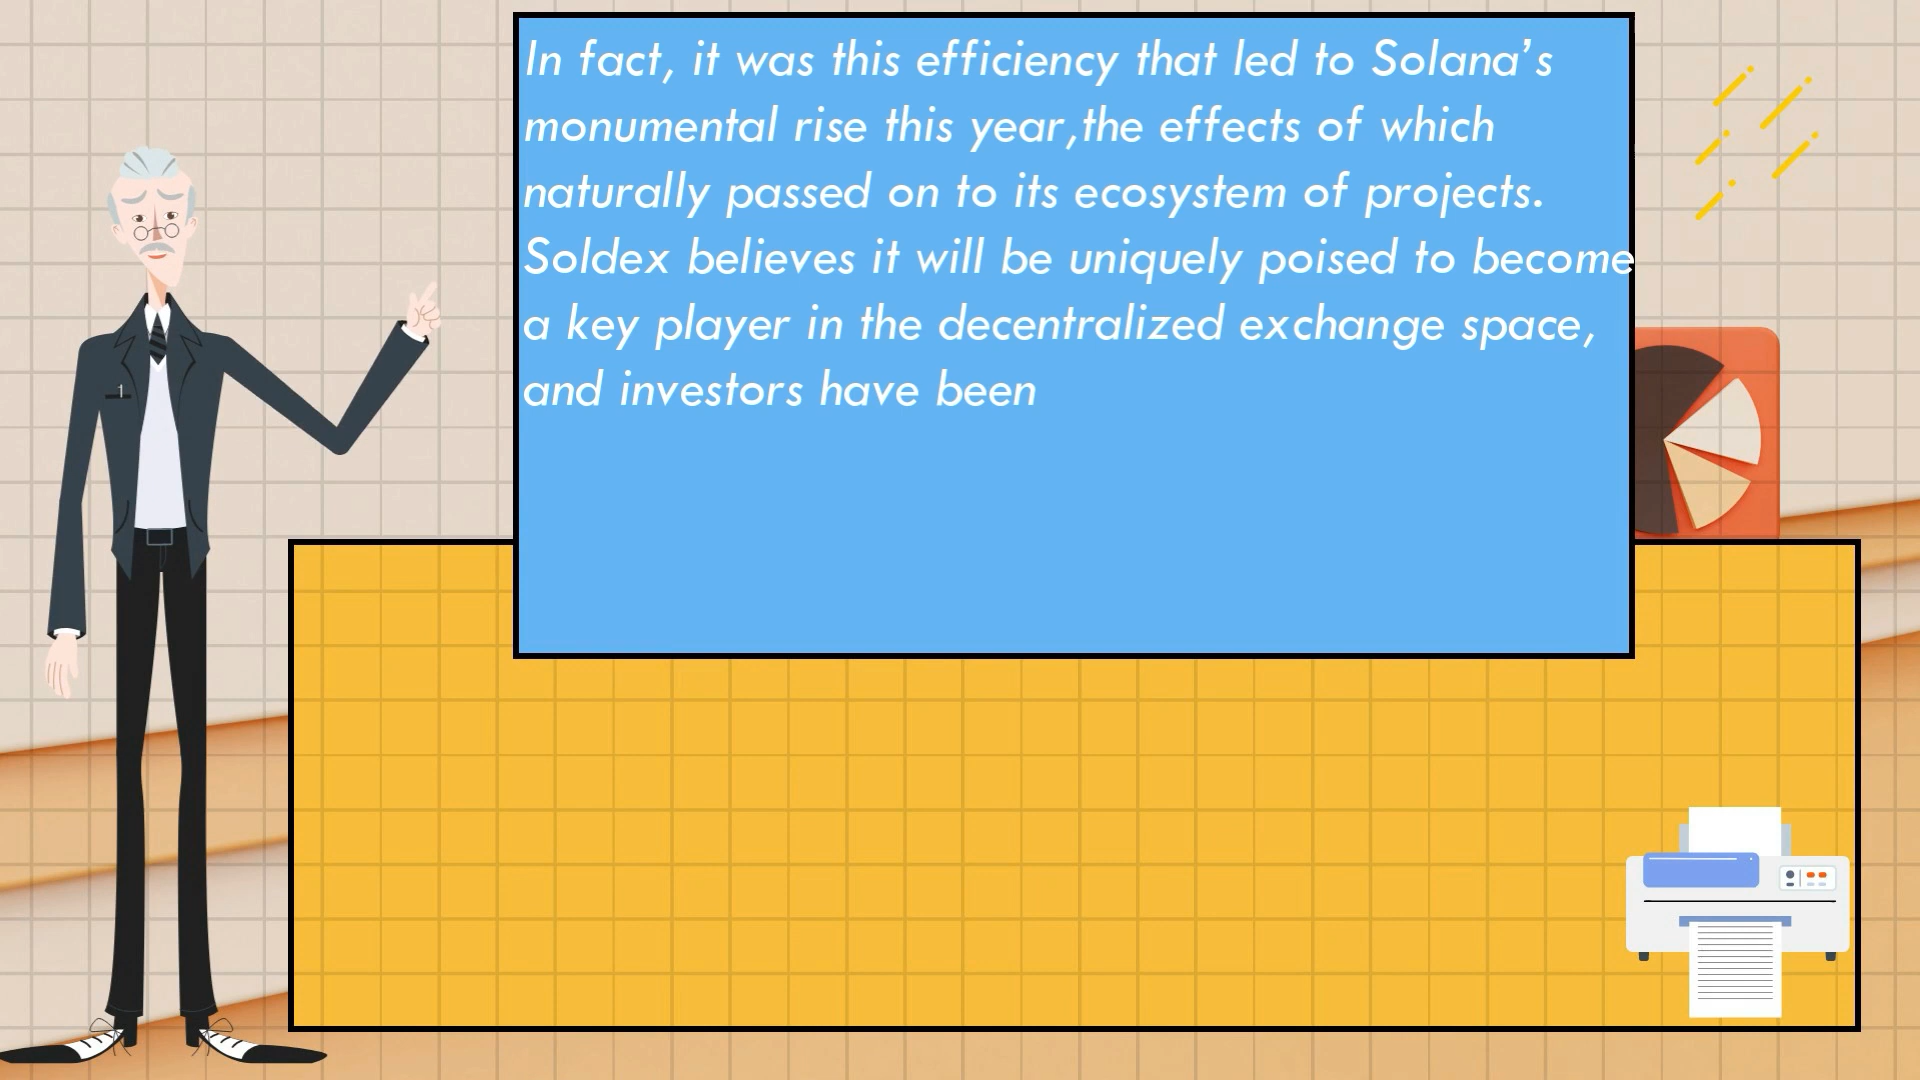 In fact, it was this efficiency that led to Solana’s
monumental rise this year,the effects of which
naturally passed on to its ecosystem of projects.
Soldex believes it will be uniquely poised to become
a key player in the decentralized exchange space,
and investors have been
1